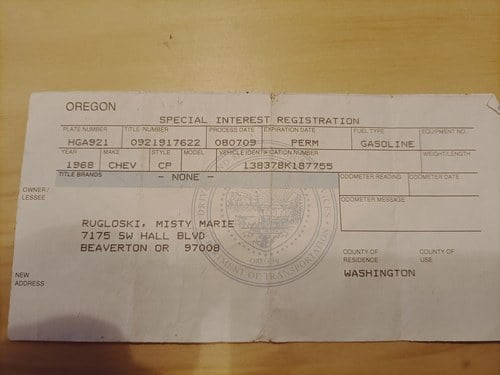 OREGON
SPECIAL INTEREST REGISTRATION
PLATE NUMBER TITLE NUMBER PROCESS DATE EXPIRATION DATE FUEL TYPE EQUIPMENT NO.
HGA921 0921917622 080709 PERM GASOLINE
YEAR MAKE STYLE MODEL VEHICLE IDENTIFICATION NUMBER WEIGHT/LENGTH
1968 CHEV CP 138378K187755
TITLE BRANDS - NONE - ODOMETER READING ODOMETER DATE
OWNER/
LESSEE
ODOMETER MESSAGE
RUGLOSKI, MISTY MARIE
7175 SW HALL BLVD
BEAVERTON OR 97008
COUNTY OF
RESIDENCE
COUNTY OF
USE
WASHINGTON
NEW
ADDRESS
OREGON